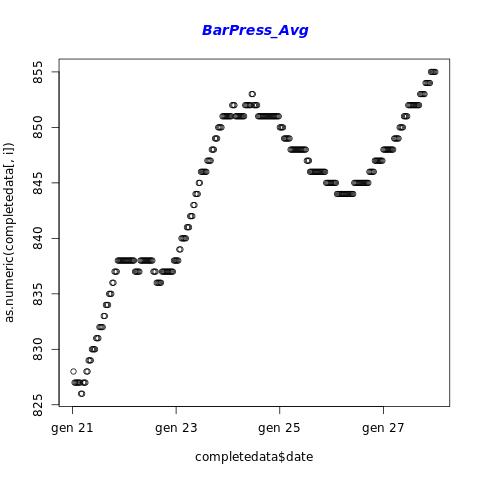 BarPress_Avg
as.numeric(completedata[, i])
855
850
845
840
835
830
825
gen 21
gen 23
gen 25
gen 27
completedata$date